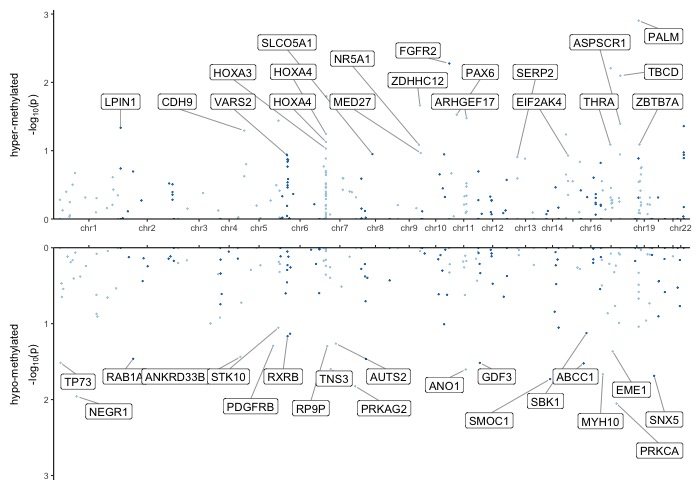 3
2
1
0
hyper-methylated
-log10(p)
SLCO5A1
HOXA3
HOXA4
NR5A1
FGFR2
ASPSCR1
PALM
ZDHHC12
PAX6
SERP2
TBCD
LPIN1
CDH9
VARS2
HOXA4
MED27
ARHGEF17
EIF2AK4
THRA
ZBTB7A
chr1 chr2 chr3 chr4 chr5 chr6 chr7 chr8 chr9 chr10 chr11 chr12 chr13 chr14 chr16 chr19 chr22
0
1
2
3
hypo-methylated
-log10(p)
TP73
RAB1A
ANKRD33B
STK10
RXRB
TNS3
AUTS2
ANO1
GDF3
ABCC1
EME1
NEGR1
PDGFRB
RP9P
PRKAG2
SMOC1
SBK1
MYH10
SNX5
PRKCA